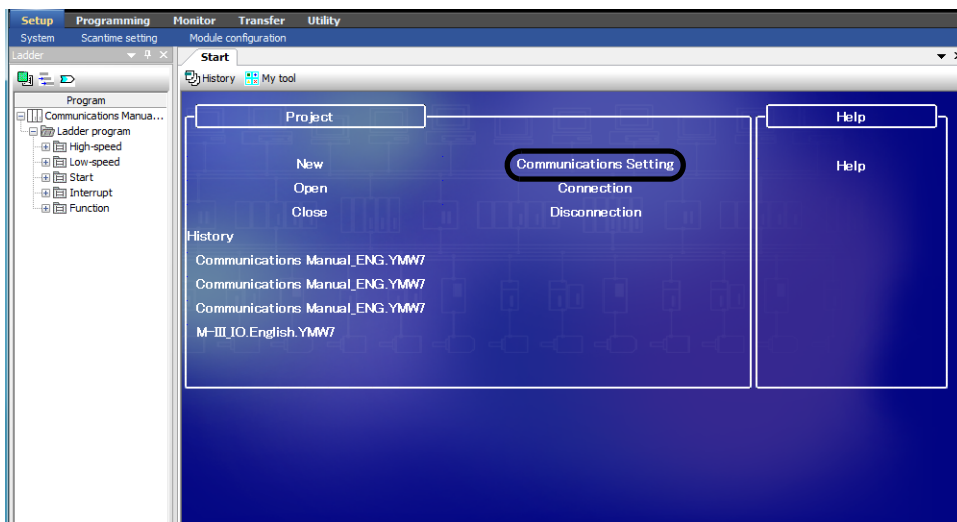 Setup Programming Monitor Transfer Utility
System Scantime setting Module configuration
Ladder
Start
History My tool
Program
Communications Manua...
Ladder program
High-speed
Low-speed
Start
Interrupt
Function
Project
New Communications Setting
Open Connection
Close Disconnection
History
Communications Manual_ENG.YMW7
Communications Manual_ENG.YMW7
Communications Manual_ENG.YMW7
M-III_IO.English.YMW7
Help
Help